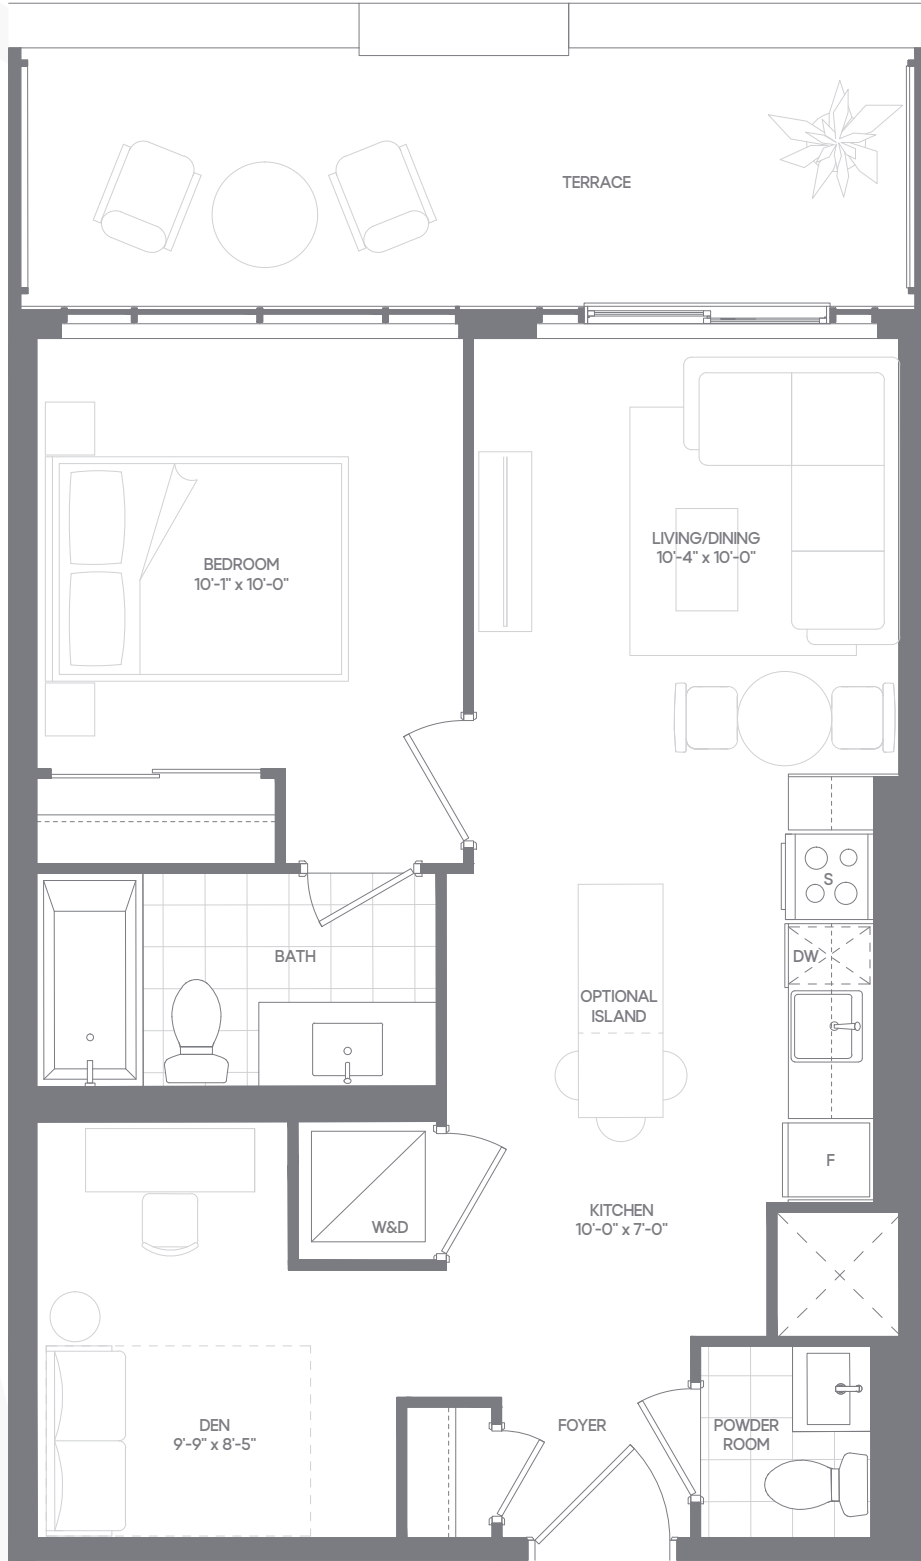 TERRACE
LIVING/DINING
10'-4" x 10'-0"
BEDROOM
10'-1" x 10'-0"
S
DW
BATH
OPTIONAL
ISLAND
F
KITCHEN
10'-0" x 7'-0"
W&D
DEN
9'-9" x 8'-5"
FOYER
POWDER
ROOM